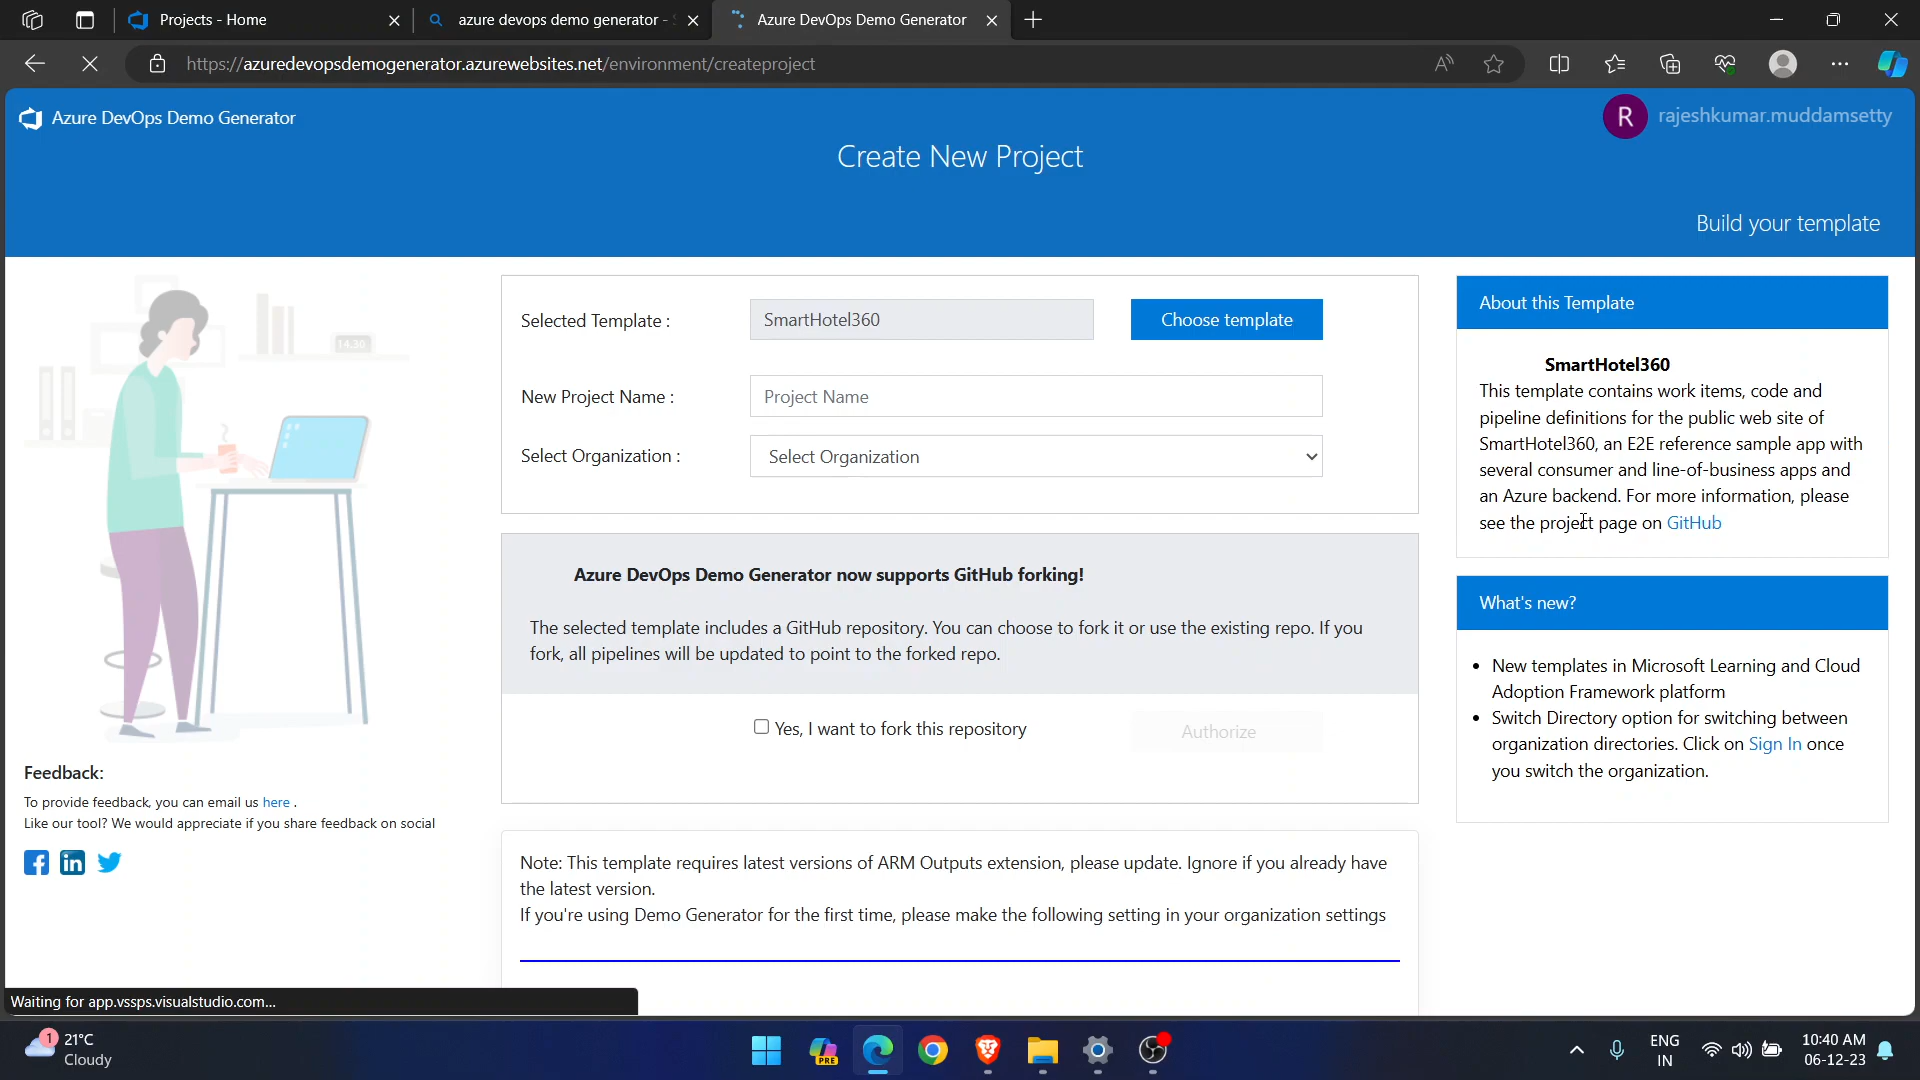 Projects - Home
azure devops demo generator -
Azure DevOps Demo Generator
https://azuredevopsdemogenerator.azurewebsites.net/environment/createproject
Azure DevOps Demo Generator
R rajeshkumar.muddamsetty
Create New Project
Build your template
14.30
Feedback:
To provide feedback, you can email us here .
Like our tool? We would appreciate if you share feedback on social
Selected Template :
SmartHotel360
Choose template
New Project Name :
Project Name
Select Organization :
Select Organization
Azure DevOps Demo Generator now supports GitHub forking!
The selected template includes a GitHub repository. You can choose to fork it or use the existing repo. If you
fork, all pipelines will be updated to point to the forked repo.
Yes, I want to fork this repository
Authorize
Note: This template requires latest versions of ARM Outputs extension, please update. Ignore if you already have
the latest version.
If you're using Demo Generator for the first time, please make the following setting in your organization settings
About this Template
SmartHotel360
This template contains work items, code and
pipeline definitions for the public web site of
SmartHotel360, an E2E reference sample app with
several consumer and line-of-business apps and
an Azure backend. For more information, please
see the project page on GitHub
What's new?
New templates in Microsoft Learning and Cloud
Adoption Framework platform
Switch Directory option for switching between
organization directories. Click on Sign In once
you switch the organization.
Waiting for app.vssps.visualstudio.com...
1
21°C
Cloudy
PRE
ENG
IN
10:40 AM
06-12-23